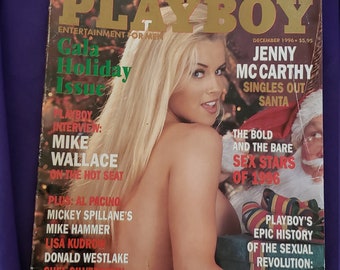 PLAYBOY
ENTERTAINMENT FOR MEN
DECEMBER 1996 • $5.95
Gala
Holiday
Issue
JENNY
MCCARTHY
SINGLES OUT
SANTA
PLAYBOY
INTERVIEW:
MIKE
WALLACE
ON THE HOT SEAT
THE BOLD
AND THE BARE
SEX STARS OF
1996
PLUS: AL PACINO
MICKEY SPILLANE'S
MIKE HAMMER
LISA KUDROW
DONALD WESTLAKE
PLAYBOY'S
EPIC HISTORY
OF THE SEXUAL
REVOLUTION: